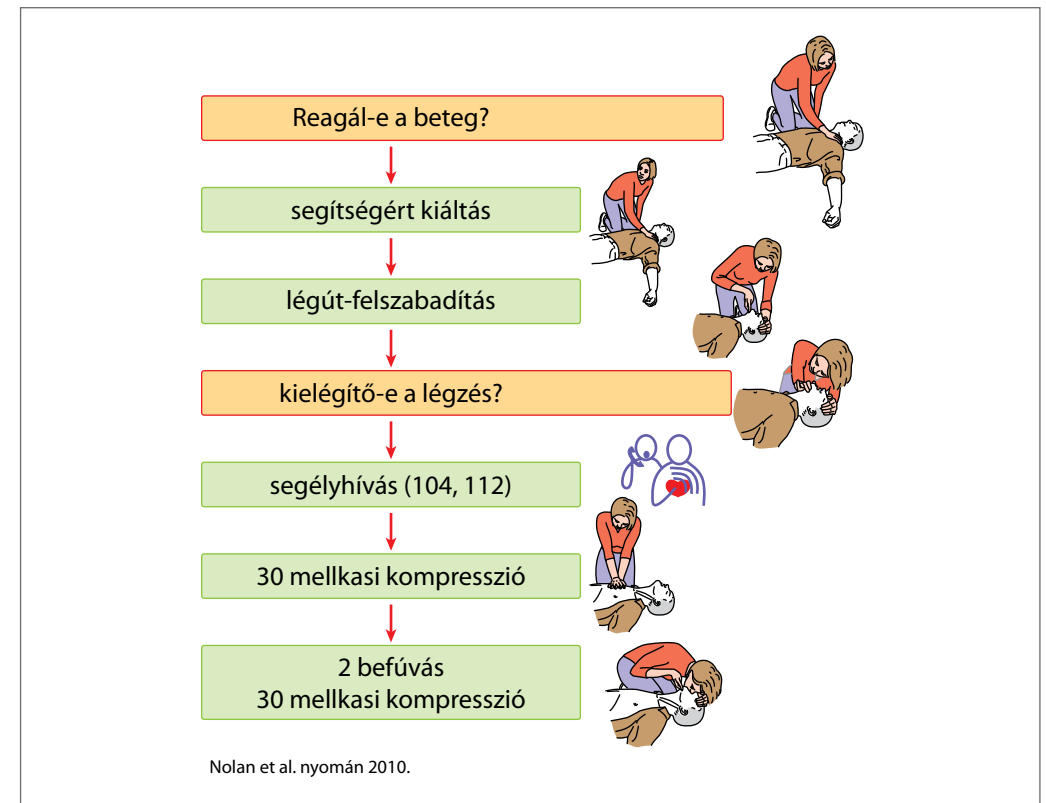 Reagál-e a beteg?
segítségért kiáltás
légút-felszabadítás
kielégítő-e a légzés?
segélyhívás (104, 112)
30 mellkasi kompresszió
2 befúvás
30 mellkasi kompresszió
Nolan et al. nyomán 2010.